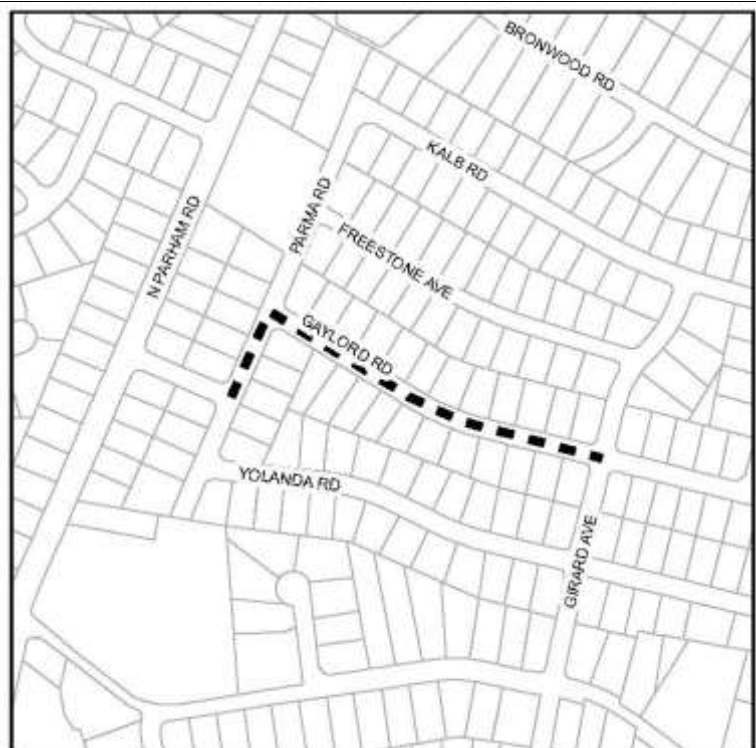 BRONWOOD RD
KALB RD
PARMA RD
N PARHAM RD
FREESTONE AVE
GAYLORD RD
YOLANDA RD
GIRARD AVE